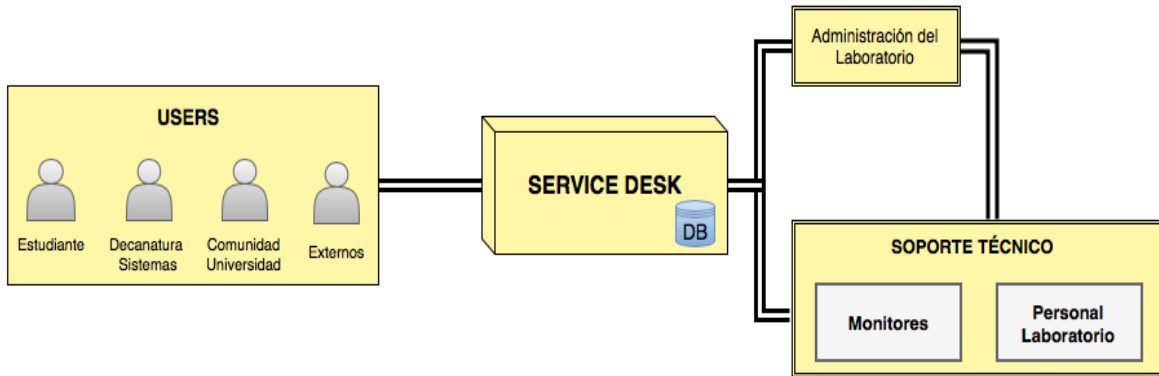 USERS
Estudiante
Decanatura
Sistemas
Comunidad
Universidad
Externos
SERVICE DESK
DB
Administración del
Laboratorio
SOPORTE TÉCNICO
Monitores
Personal
Laboratorio